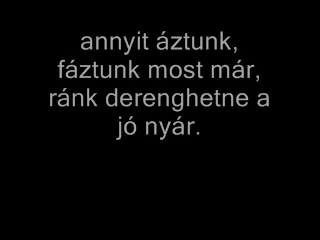 annyit áztunk,
fáztunk most már,
ránk derenghetne a
jó nyár.